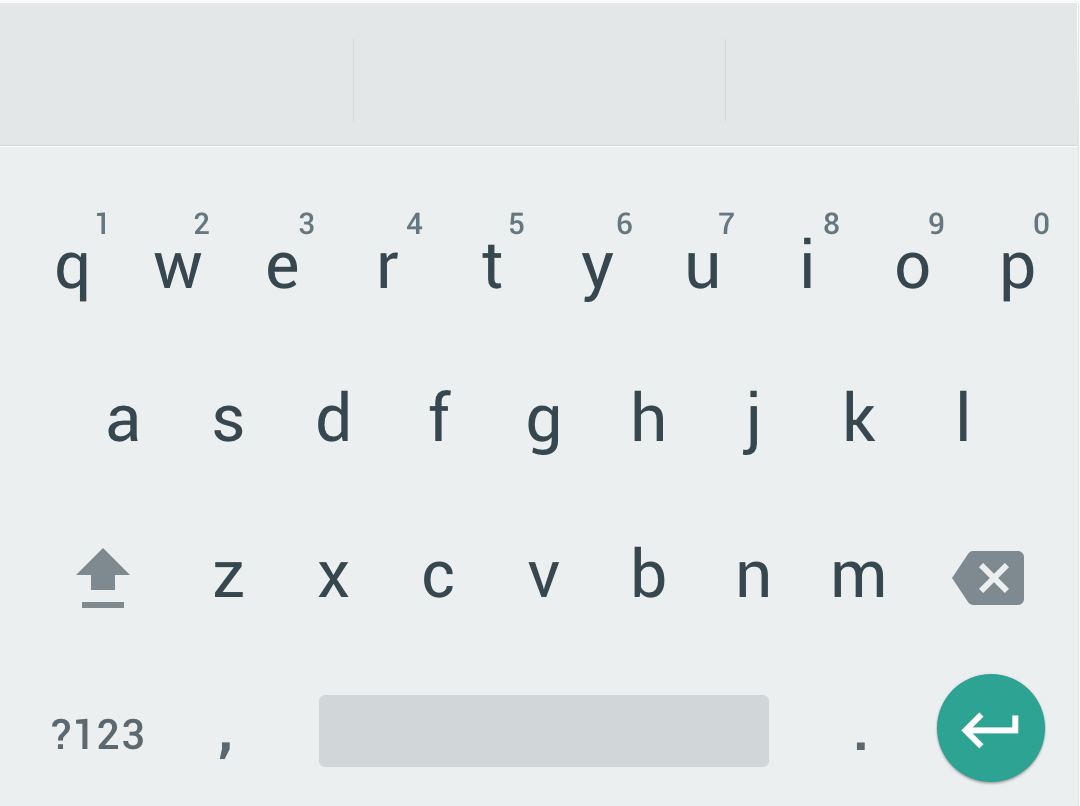 1 2 3 4 5 6 7 8 9 0
q w e r t y u i o p
a s d f g h j k l
z x c v b n m
?123 , .